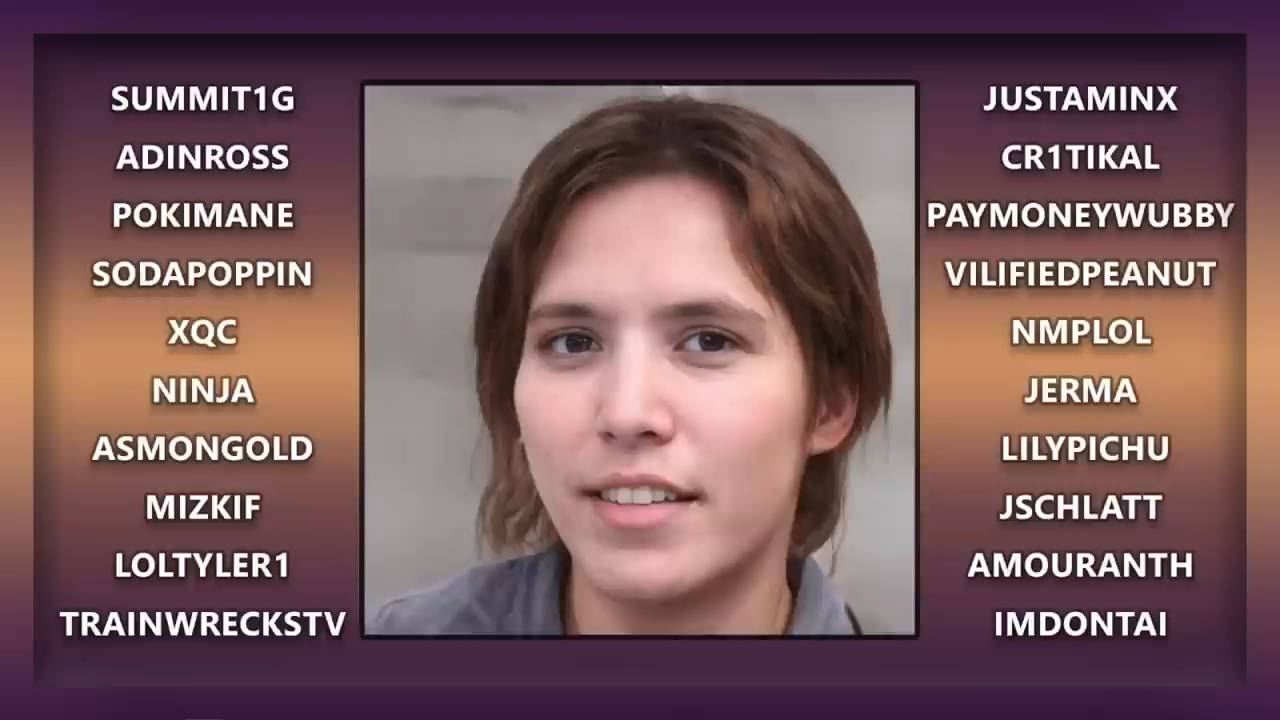 SUMMIT1G
ADINROSS
POKIMANE
SODAPOPPIN
XQC
NINJA
ASMONGOLD
MIZKIF
LOLTYLER1
TRAINWRECKSTV
JUSTAMINX
CR1TIKAL
PAYMONEYWUBBY
VILIFIEDPEANUT
NMPLOL
JERMA
LILYPICHU
JSCHLATT
AMOURANTH
IMDONTAI